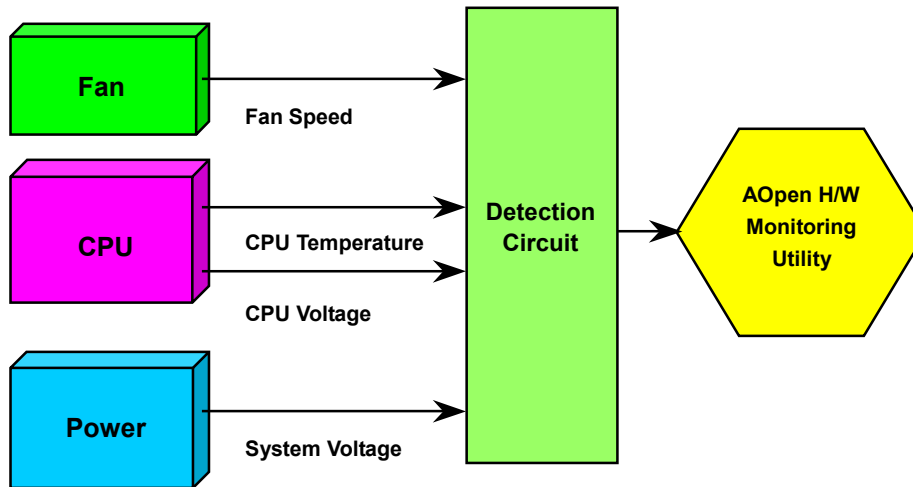 Fan
Fan Speed
CPU
CPU Temperature
CPU Voltage
Power
System Voltage
Detection
Circuit
AOpen H/W
Monitoring
Utility